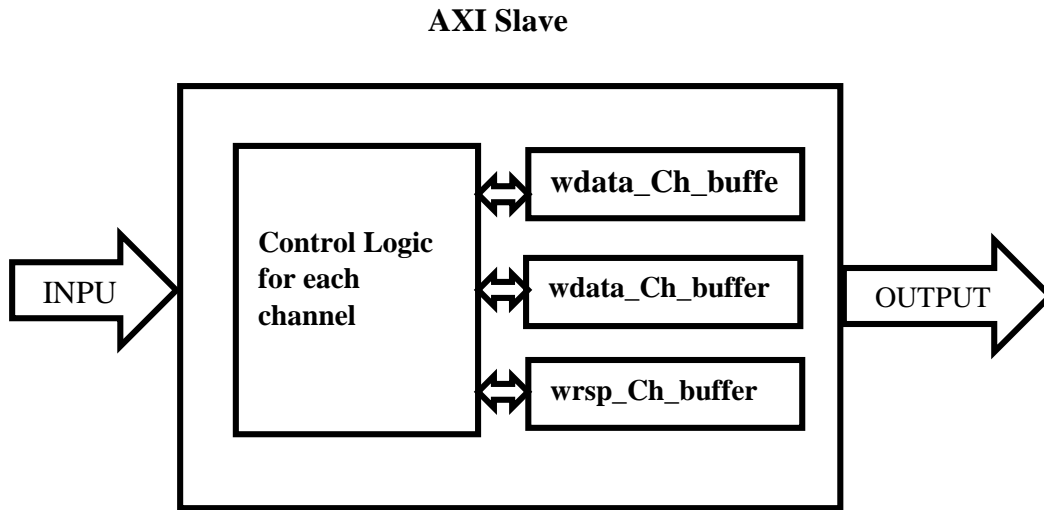 AXI Slave
wdata_Ch_buffe
Control Logic
for each
channel
INPU
wdata_Ch_buffer
OUTPUT
wrsp_Ch_buffer